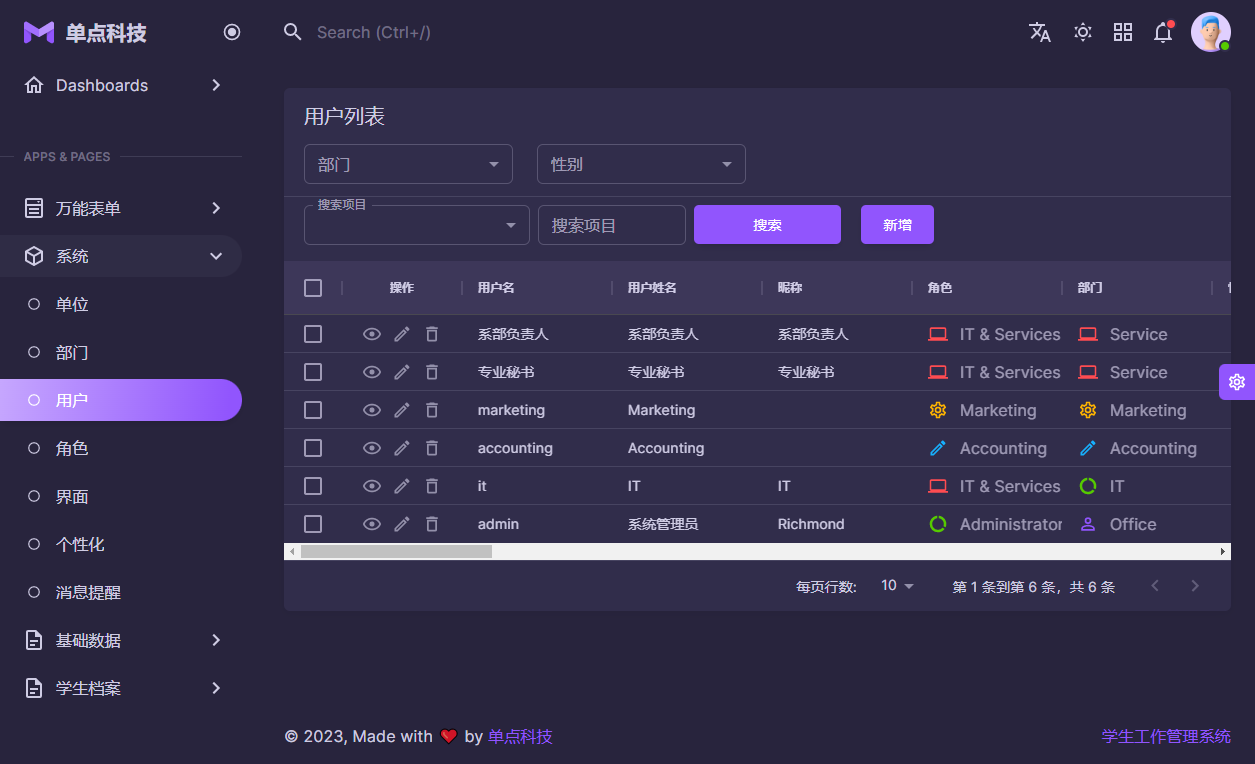 单点科技
Search (Ctrl+/)
Dashboards
APPS & PAGES
万能表单
系统
单位
部门
用户
角色
界面
个性化
消息提醒
基础数据
学生档案
用户列表
部门 性别
搜索项目
搜索项目 搜索 新增
操作 用户名 用户姓名 昵称 角色 部门
系部负责人 系部负责人 系部负责人 IT & Services Service
专业秘书 专业秘书 专业秘书 IT & Services Service
marketing Marketing Marketing Marketing
accounting Accounting Accounting Accounting
it IT IT IT & Services IT
admin 系统管理员 Richmond Administrator Office
每页行数: 10 第 1 条到第 6 条，共 6 条
© 2023, Made with ❤️ by 单点科技
学生工作管理系统